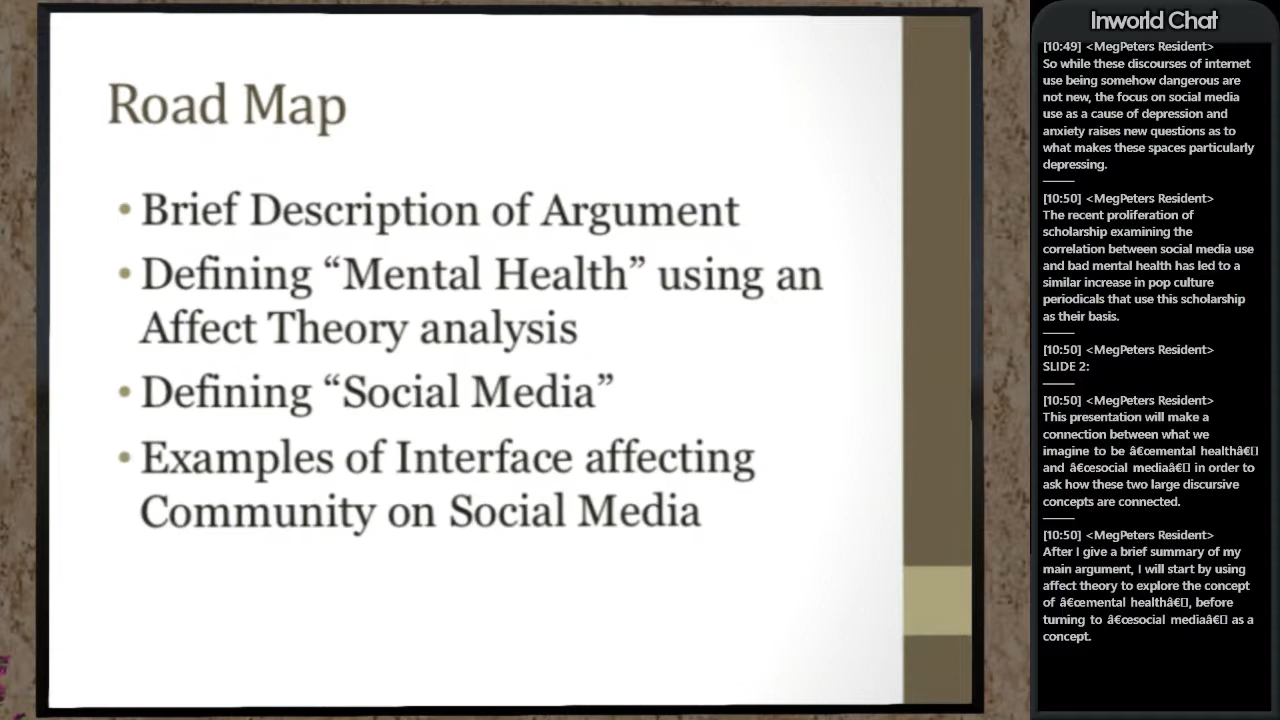 Road Map
• Brief Description of Argument
• Defining “Mental Health” using an
Affect Theory analysis
• Defining “Social Media”
• Examples of Interface affecting
Community on Social Media
Inworld Chat
[10:49] <MegPeters Resident>
So while these discourses of internet
use being somehow dangerous are
not new, the focus on social media
use as a cause of depression and
anxiety raises new questions as to
what makes these spaces particularly
depressing.
[10:50] <MegPeters Resident>
The recent proliferation of
scholarship examining the
correlation between social media use
and bad mental health has led to a
similar increase in pop culture
periodicals that use this scholarship
as their basis.
[10:50] <MegPeters Resident>
SLIDE 2:
[10:50] <MegPeters Resident>
This presentation will make a
connection between what we
imagine to be “mental healthâ€▯
and “social mediaâ€▯ in order to
ask how these two large discursive
concepts are connected.
[10:50] <MegPeters Resident>
After I give a brief summary of my
main argument, I will start by using
affect theory to explore the concept
of “mental healthâ€▯, before
turning to “social mediaâ€▯ as a
concept.